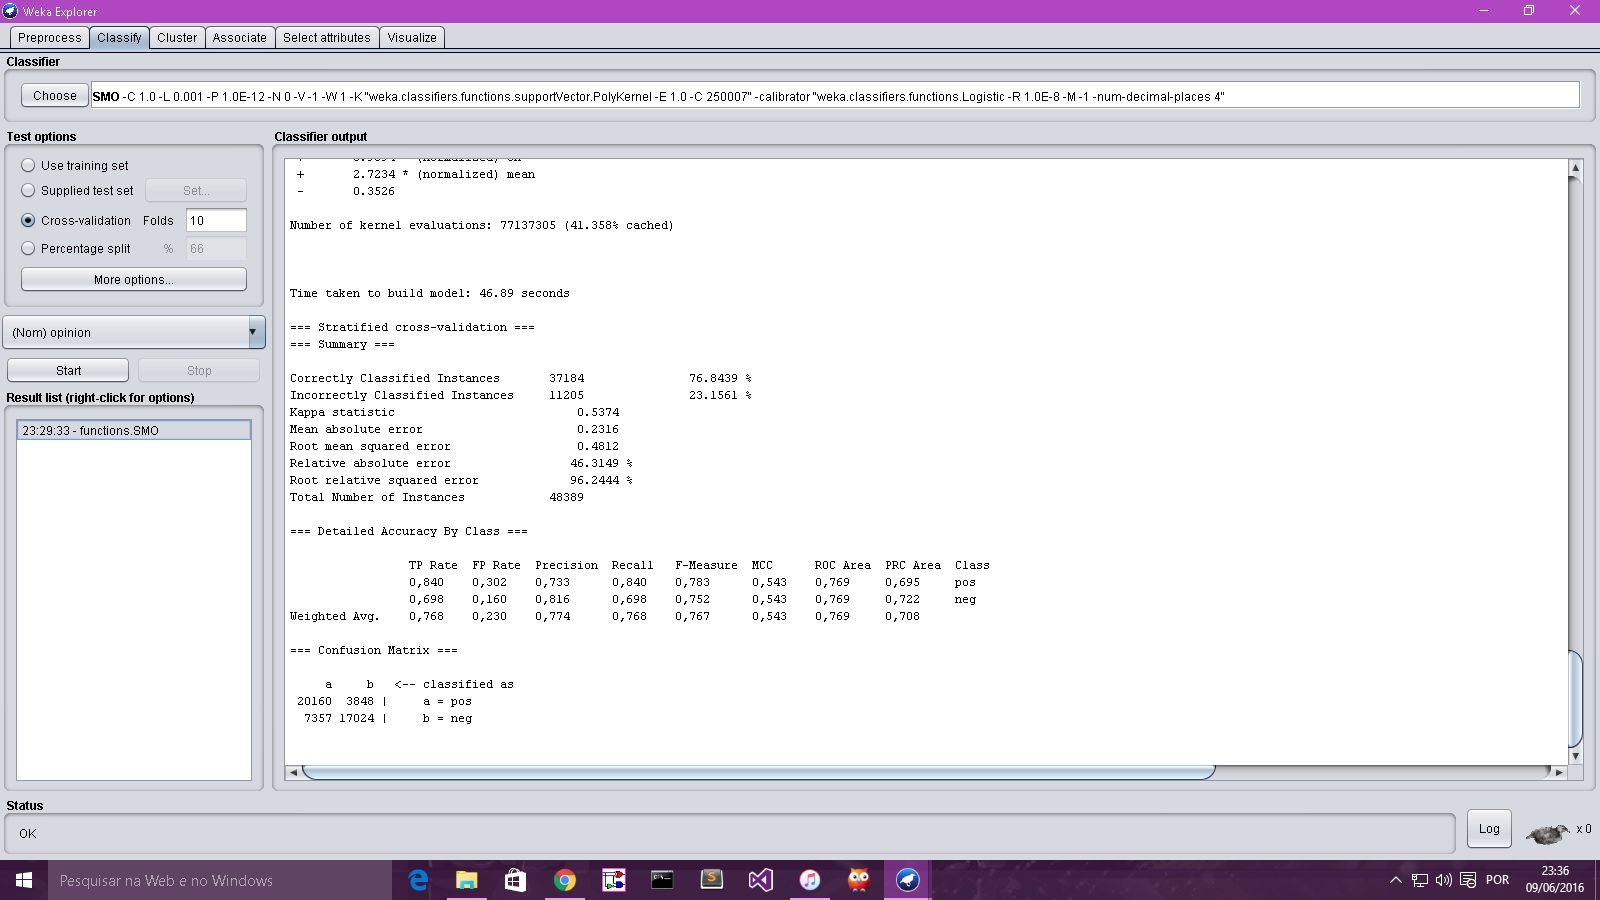 Weka Explorer
Preprocess Classify Cluster Associate Select attributes Visualize
Classifier
Choose SMO -C 1.0 -L 0.001 -P 1.0E-12 -N 0 -V -1 -W 1 -K "weka.classifiers.functions.supportVector.PolyKernel -E 1.0 -C 250007" -calibrator "weka.classifiers.functions.Logistic -R 1.0E-8 -M -1 -num-decimal-places 4"
Test options
Use training set
Supplied test set Set...
Cross-validation Folds 10
Percentage split % 66
More options...
(Nom) opinion
Start Stop
Result list (right-click for options)
23:29:33 - functions.SMO
Classifier output
+ 2.7234 * (normalized) mean
- 0.3526
Number of kernel evaluations: 77137305 (41.358% cached)
Time taken to build model: 46.89 seconds
=== Stratified cross-validation ===
=== Summary ===
Correctly Classified Instances 37184 76.8439 %
Incorrectly Classified Instances 11205 23.1561 %
Kappa statistic 0.5374
Mean absolute error 0.2316
Root mean squared error 0.4812
Relative absolute error 46.3149 %
Root relative squared error 96.2444 %
Total Number of Instances 48389
=== Detailed Accuracy By Class ===
TP Rate FP Rate Precision Recall F-Measure MCC ROC Area PRC Area Class
0,840 0,302 0,733 0,840 0,783 0,543 0,769 0,695 pos
0,698 0,160 0,816 0,698 0,752 0,543 0,769 0,722 neg
Weighted Avg. 0,768 0,230 0,774 0,768 0,767 0,543 0,769 0,708
=== Confusion Matrix ===
a b <-- classified as
20160 3848 | a = pos
7357 17024 | b = neg
Status
OK
Log x 0
Pesquisar na Web e no Windows
POR
23:36
09/06/2016